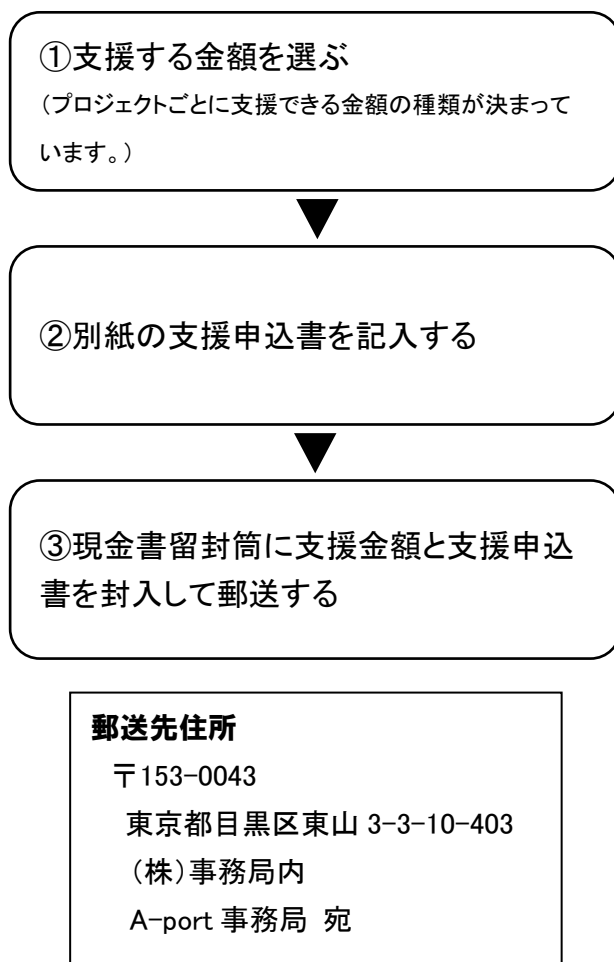 ①支援する金額を選ぶ
（プロジェクトごとに支援できる金額の種類が決まって
います。）
②別紙の支援申込書を記入する
③現金書留封筒に支援金額と支援申込
書を封入して郵送する
郵送先住所
〒153-0043
東京都目黒区東山 3-3-10-403
（株）事務局内
A-port 事務局 宛